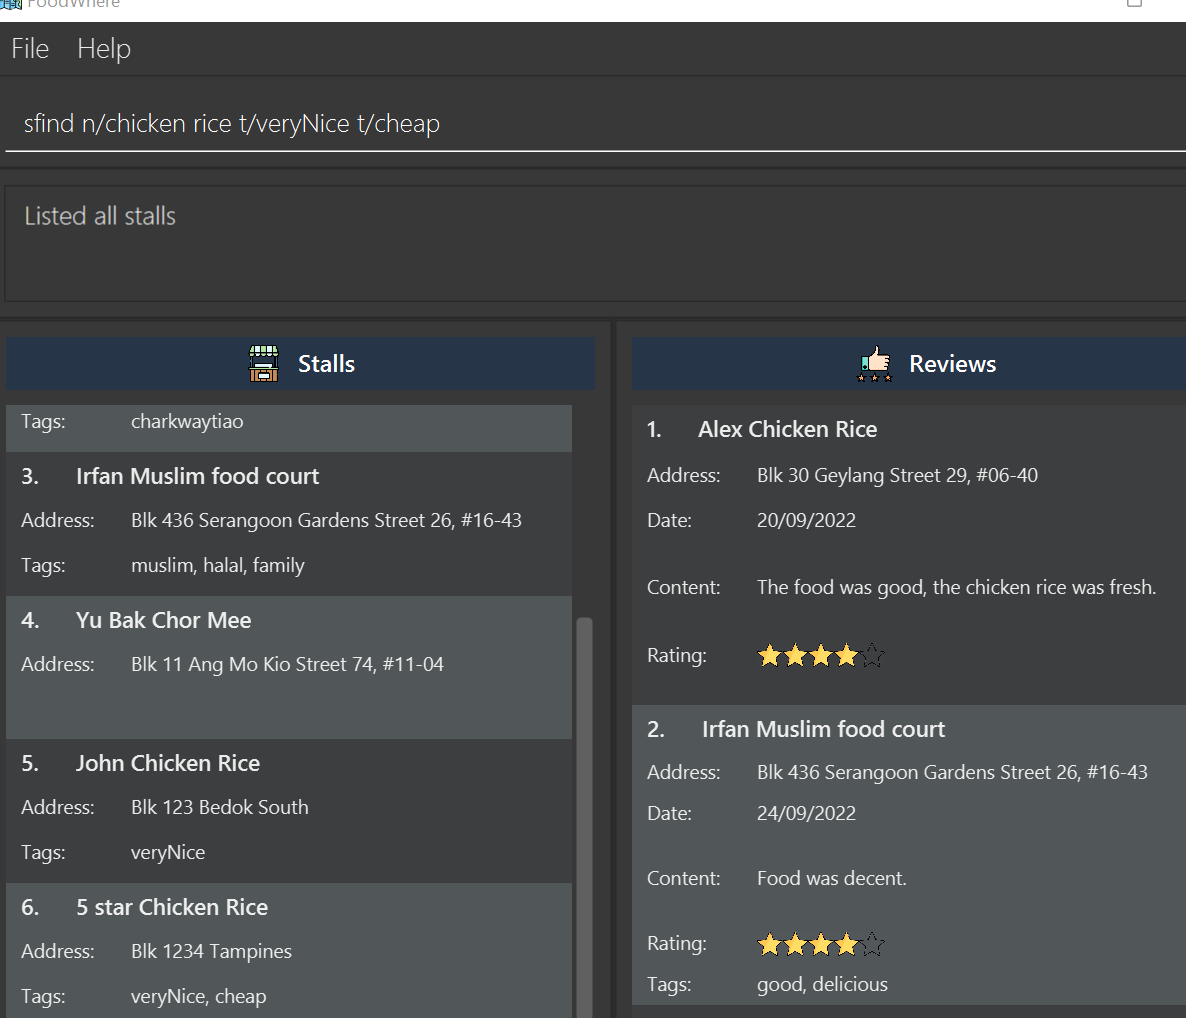 FoodWhere
File Help
sfind n/chicken rice t/veryNice t/cheap
Listed all stalls
Stalls
Tags: charkwaytiao
3. Irfan Muslim food court
Address: Blk 436 Serangoon Gardens Street 26, #16-43
Tags: muslim, halal, family
4. Yu Bak Chor Mee
Address: Blk 11 Ang Mo Kio Street 74, #11-04
5. John Chicken Rice
Address: Blk 123 Bedok South
Tags: veryNice
6. 5 star Chicken Rice
Address: Blk 1234 Tampines
Tags: veryNice, cheap
Reviews
1. Alex Chicken Rice
Address: Blk 30 Geylang Street 29, #06-40
Date: 20/09/2022
Content: The food was good, the chicken rice was fresh.
Rating:
2. Irfan Muslim food court
Address: Blk 436 Serangoon Gardens Street 26, #16-43
Date: 24/09/2022
Content: Food was decent.
Rating:
Tags: good, delicious